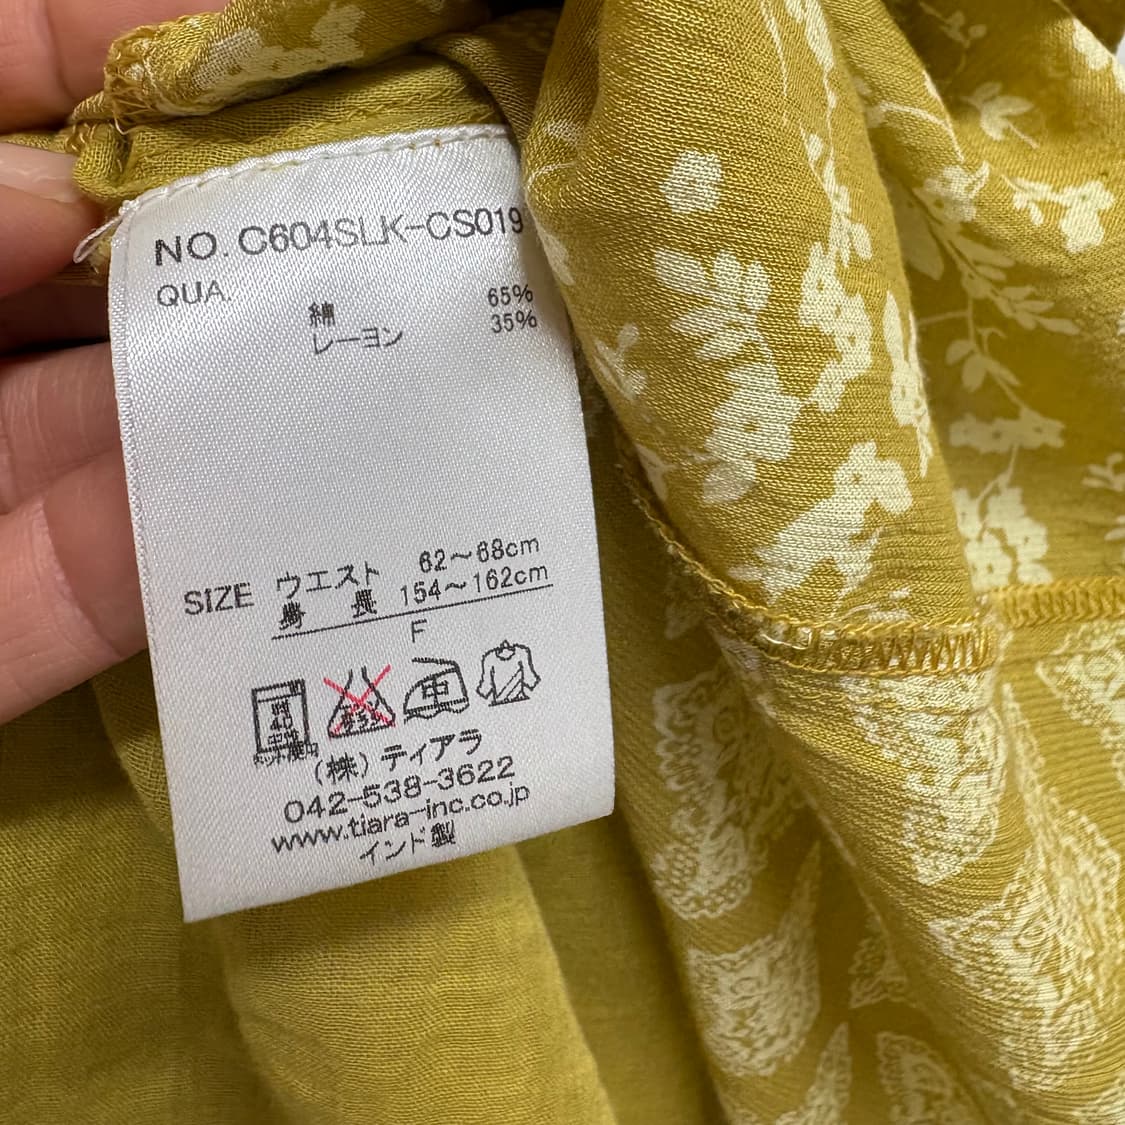 NO. C604SLK-CS019
QUA.
綿 65%
レーヨン 35%
SIZE ウエスト 62～68cm
身長 154～162cm
F
40
中
(株)ティアラ
042-538-3622
www.tiara-inc.co.jp
インド製